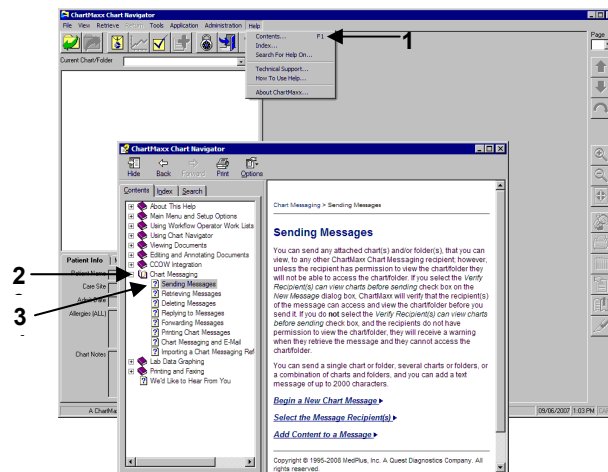 ChartMaxx Chart Navigator
File View Retrieve Tools Application Administration Help
Page
Current Chart/Folder
Contents... F1
Index...
Search For Help On...
Technical Support...
How To Use Help...
About ChartMaxx...
1
ChartMaxx Chart Navigator
Hide Back Forward Print Options
Contents Index Search
About This Help
Main Menu and Setup Options
Using Workflow Operator Work Lists
Using Chart Navigator
Viewing Documents
Editing and Annotating Documents
CCOW Integration
Chart Messaging
Sending Messages
Retrieving Messages
Deleting Messages
Replying to Messages
Forwarding Messages
Printing Chart Messages
Chart Messaging and E-Mail
Importing a Chart Messaging Ref
Lab Data Graphing
Printing and Faxing
We'd Like to Hear From You
2
3
Patient Info
Patient Name
Care Site
Admit Date
Allergies (ALL)
Chart Notes
A ChartMa
Chart Messaging > Sending Messages
Sending Messages
You can send any attached chart(s) and/or folder(s), that you can
view, to any other ChartMaxx Chart Messaging recipient; however,
unless the recipient has permission to view the chart/folder they
will not be able to access the chart/folder. If you select the Verify
Recipient(s) can view charts before sending check box on the
New Message dialog box, ChartMaxx will verify that the recipient(s)
of the message can access and view the chart/folder before you
send it. If you do not select the Verify Recipient(s) can view charts
before sending check box, and the recipients do not have
permission to view the chart/folder, they will receive a warning
when they retrieve the message and they cannot access the
chart/folder.
You can send a single chart or folder, several charts or folders, or
a combination of charts and folders, and you can add a text
message of up to 2000 characters.
Begin a New Chart Message
Select the Message Recipient(s)
Add Content to a Message
Copyright © 1995-2008 MedPlus, Inc. A Quest Diagnostics Company. All
rights reserved.
09/06/2007 1:03 PM CAP